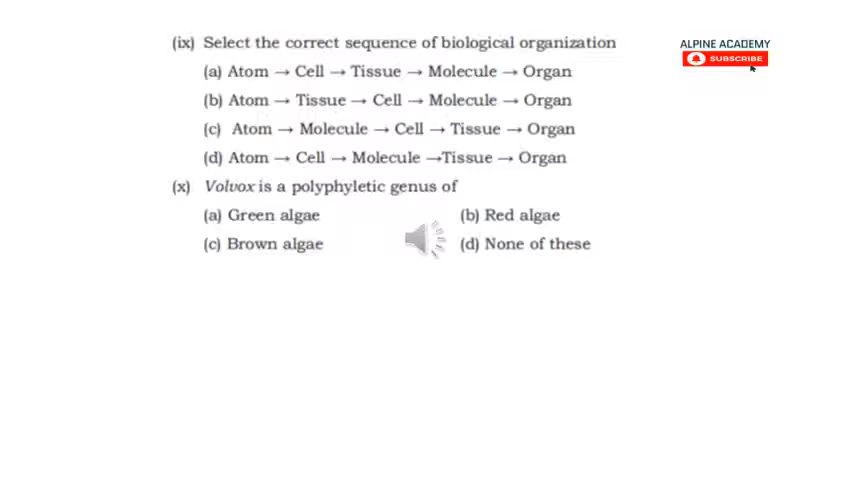 ALPINE ACADEMY
SUBSCRIBE
(ix) Select the correct sequence of biological organization
(a) Atom → Cell → Tissue → Molecule → Organ
(b) Atom → Tissue → Cell → Molecule → Organ
(c) Atom → Molecule → Cell → Tissue → Organ
(d) Atom → Cell → Molecule →Tissue → Organ
(x) Volvox is a polyphyletic genus of
(a) Green algae (b) Red algae
(c) Brown algae (d) None of these